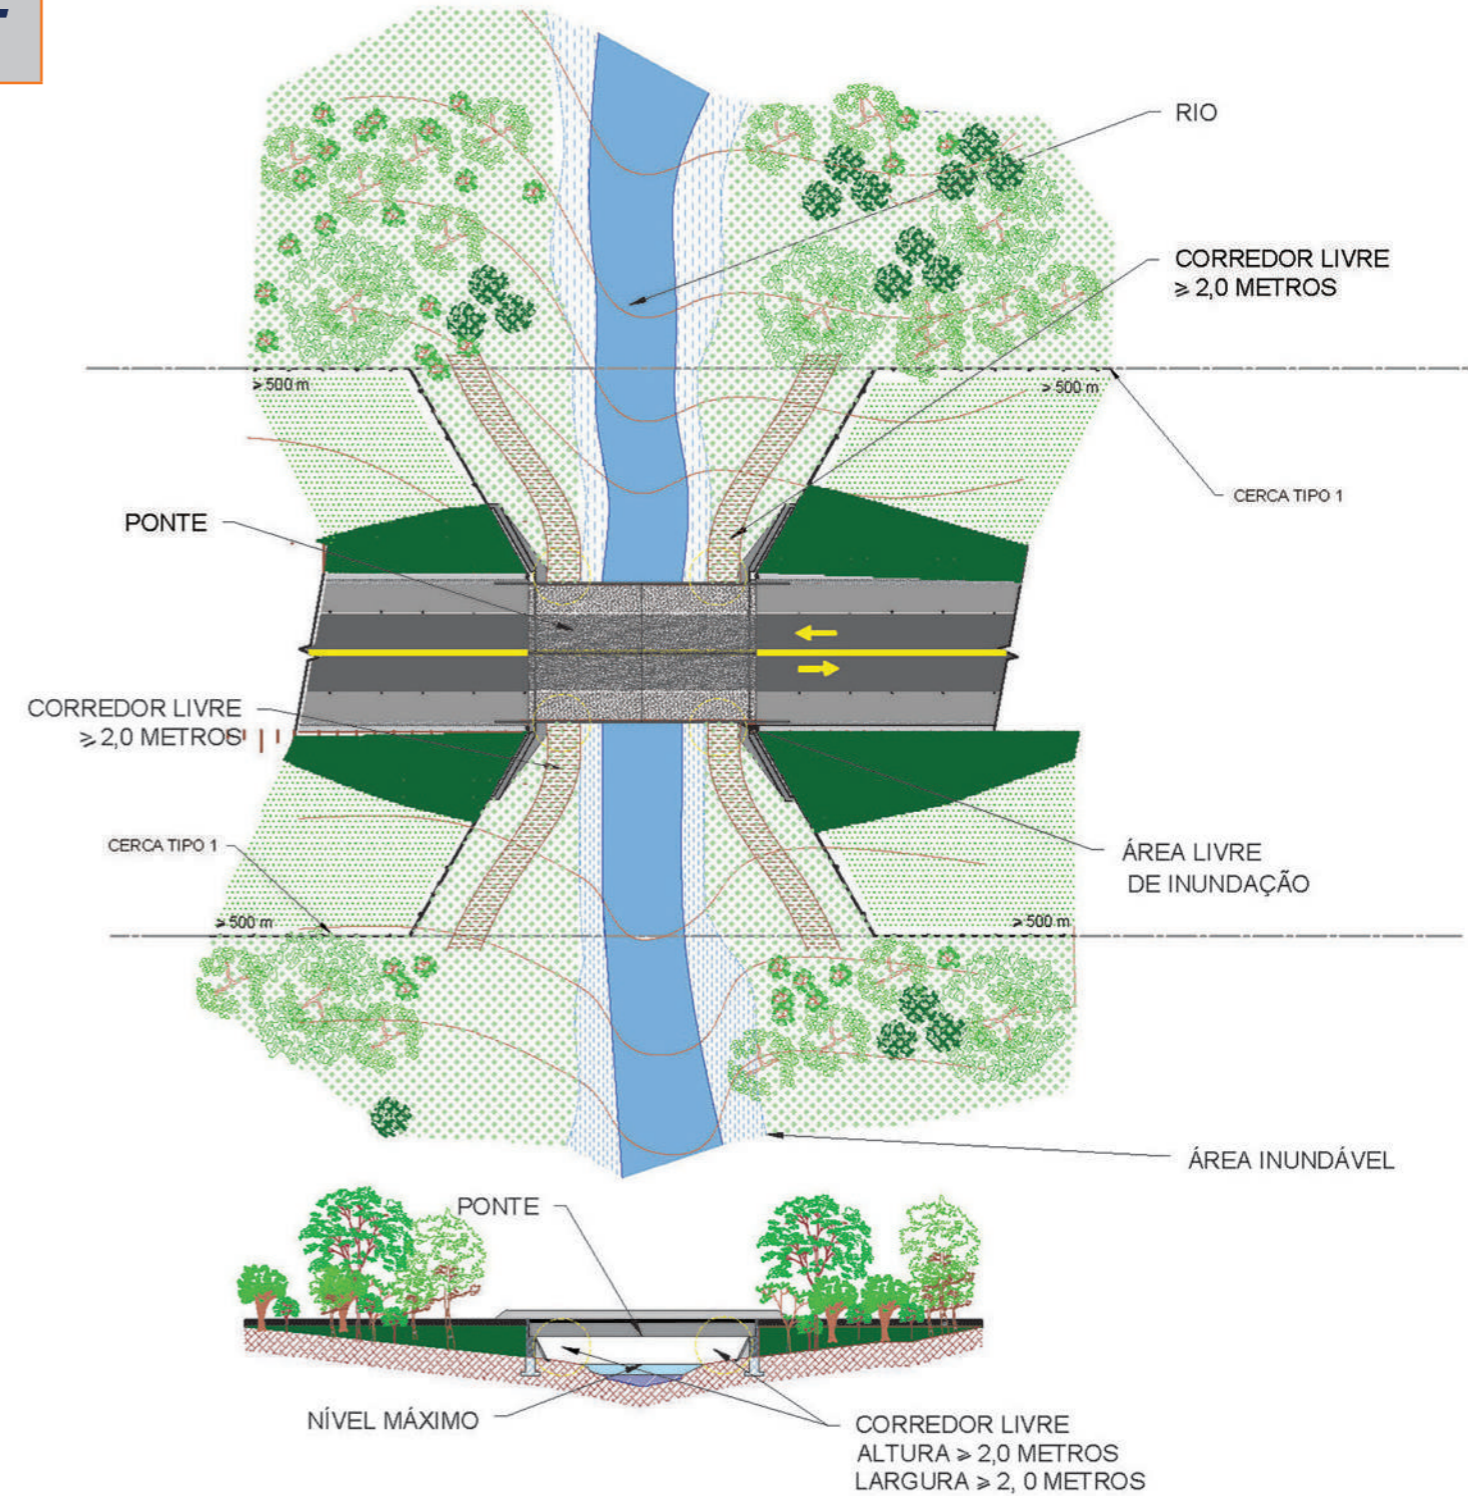 RIO
CORREDOR LIVRE
⩾ 2,0 METROS
> 500 m
> 500 m
CERCA TIPO 1
PONTE
CORREDOR LIVRE
⩾ 2,0 METROS
CERCA TIPO 1
ÁREA LIVRE
DE INUNDAÇÃO
> 500 m
> 500 m
ÁREA INUNDÁVEL
PONTE
NÍVEL MÁXIMO
CORREDOR LIVRE
ALTURA ⩾ 2,0 METROS
LARGURA ⩾ 2, 0 METROS